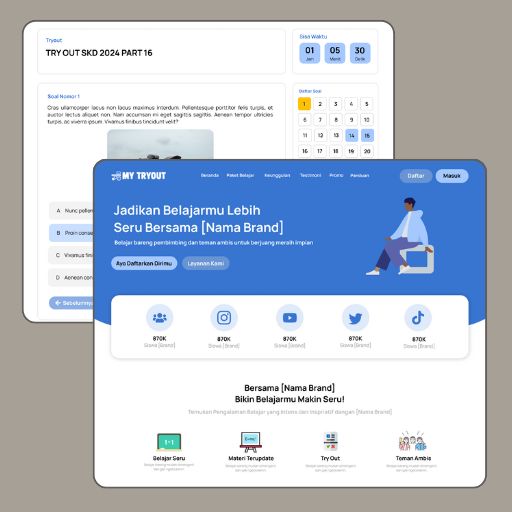 Tryout
TRY OUT SKD 2024 PART 16
Sisa Waktu
01 05 30
Jam Menit Detik
Soal Nomor 1
Cras ullamcorper lacus non lacus maximus interdum. Pellentesque porttitor felis turpis, et
auctor lectus aliquet non. Nam accumsan mi eget sagittis sagittis. Aenean tempor ultricies
turpis, ac viverra ipsum. Vivamus finibus tincidunt velit?
Daftar Soal
1 2 3 4 5
6 7 8 9 10
11 12 13 14 15
16 17 18 19 20
A Nunc pellen
B Proin conse
C Vivamus fini
D Aenean con
← Sebelumnya
MY TRYOUT
Beranda Paket Belajar Keunggulan Testimoni Promo Panduan
Daftar Masuk
Jadikan Belajarmu Lebih
Seru Bersama [Nama Brand]
Belajar bareng pembimbing dan teman ambis untuk berjuang meraih impian
Ayo Daftarkan Dirimu Layanan Kami
870K 870K 870K 870K 870K
Siswa [Brand] Siswa [Brand] Siswa [Brand] Siswa [Brand] Siswa [Brand]
Bersama [Nama Brand]
Bikin Belajarmu Makin Seru!
Temukan Pengalaman Belajar yang Intens dan Inspiratif dengan [Nama Brand]
Belajar Seru Materi Terupdate Try Out Teman Ambis